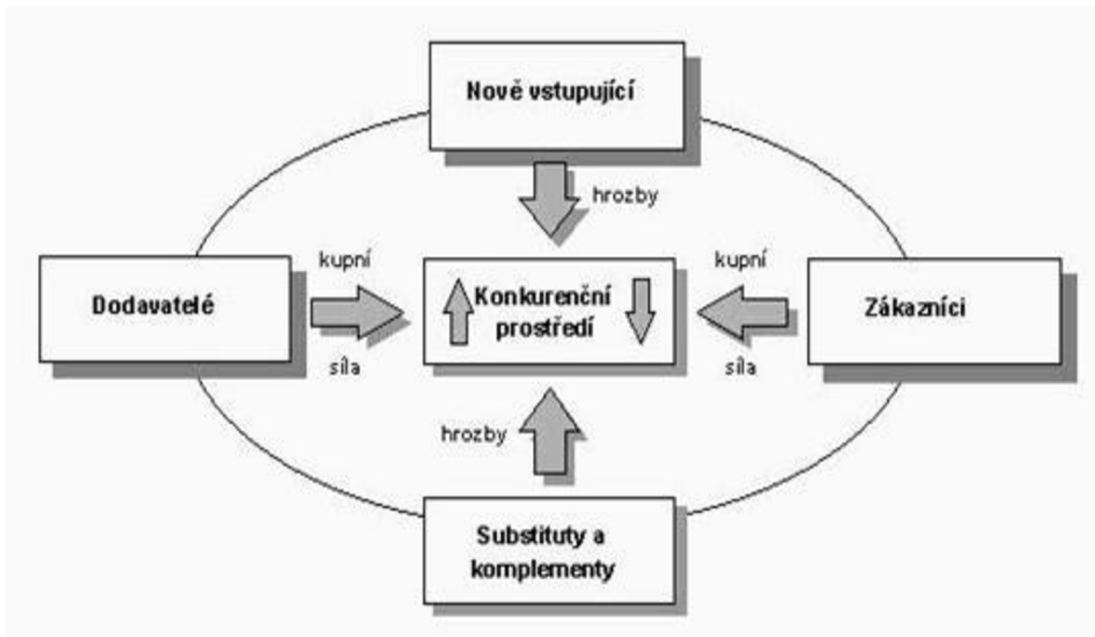 Nově vstupující
hrozby
kupní
kupní
Dodavatelé
Konkurenční
prostředí
Zákazníci
síla
síla
hrozby
Substituty a
komplementy